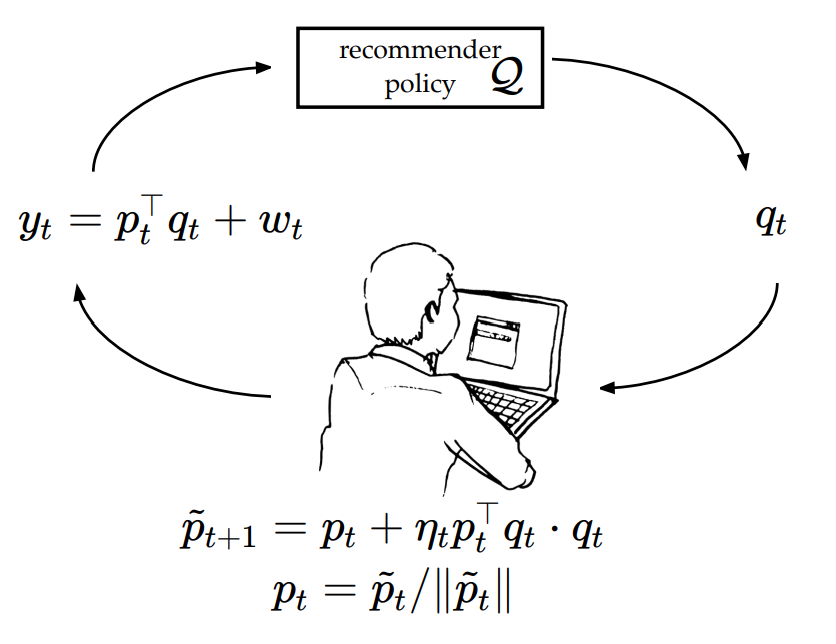 recommender
policy 𝒬
y_t = p_t^⊤ q_t + w_t
q_t
p̃_{t+1} = p_t + η_t p_t^⊤ q_t · q_t
p_t = p̃_t / ‖p̃_t‖